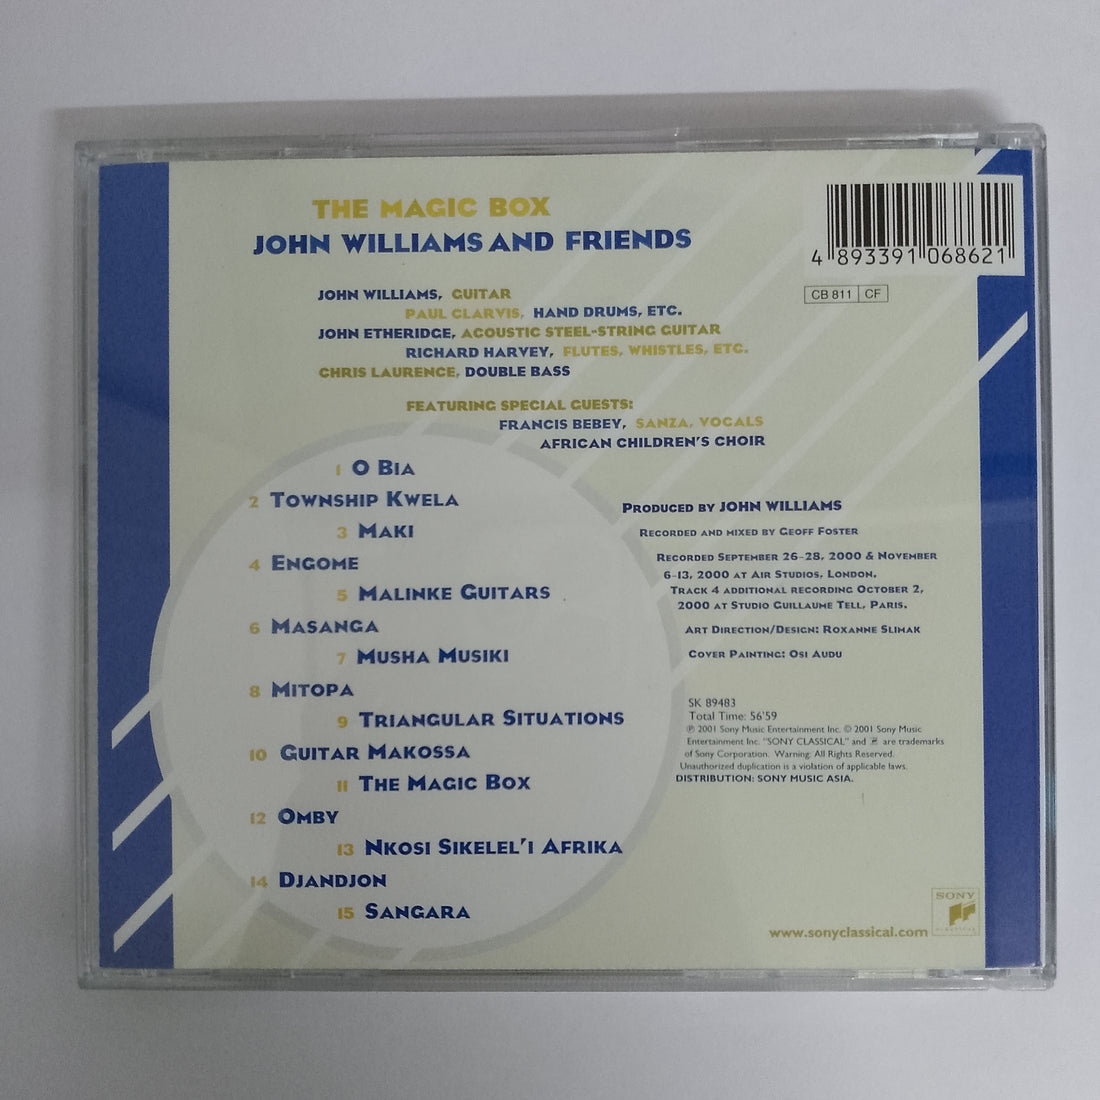 THE MAGIC BOX
JOHN WILLIAMS AND FRIENDS
4 893391 068621
CB 811 CF
JOHN WILLIAMS, GUITAR
PAUL CLARVIS, HAND DRUMS, ETC.
JOHN ETHERIDGE, ACOUSTIC STEEL-STRING GUITAR
RICHARD HARVEY, FLUTES, WHISTLES, ETC.
CHRIS LAURENCE, DOUBLE BASS
FEATURING SPECIAL GUESTS:
FRANCIS BEBEY, SANZA, VOCALS
AFRICAN CHILDREN'S CHOIR
1 O BIA
2 TOWNSHIP KWELA
3 MAKI
4 ENGOME
5 MALINKE GUITARS
6 MASANGA
7 MUSHA MUSIKI
8 MITOPA
9 TRIANGULAR SITUATIONS
10 GUITAR MAKOSSA
11 THE MAGIC BOX
12 OMBY
13 NKOSI SIKELEL'I AFRIKA
14 DJANDJON
15 SANGARA
PRODUCED BY JOHN WILLIAMS
RECORDED AND MIXED BY GEOFF FOSTER
RECORDED SEPTEMBER 26-28, 2000 & NOVEMBER
6-13, 2000 AT AIR STUDIOS, LONDON.
TRACK 4 ADDITIONAL RECORDING OCTOBER 2,
2000 AT STUDIO GUILLAUME TELL, PARIS.
ART DIRECTION/DESIGN: ROXANNE SLIMAK
COVER PAINTING: OSI AUDU
SK 89483
Total Time: 56'59
℗ 2001 Sony Music Entertainment Inc. © 2001 Sony Music
Entertainment Inc. "SONY CLASSICAL" and are trademarks
of Sony Corporation. Warning: All Rights Reserved.
Unauthorized duplication is a violation of applicable laws.
DISTRIBUTION: SONY MUSIC ASIA.
SONY
CLASSICAL
www.sonyclassical.com